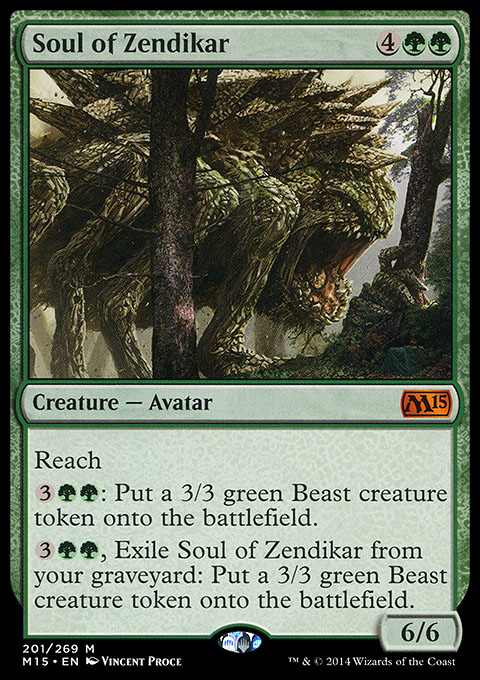 Soul of Zendikar 4
Creature — Avatar M15
Reach
3: Put a 3/3 green Beast creature
token onto the battlefield.
3, Exile Soul of Zendikar from
your graveyard: Put a 3/3 green Beast
creature token onto the battlefield.
6/6
201/269 M
M15 • EN Vincent Proce ™ & © 2014 Wizards of the Coast